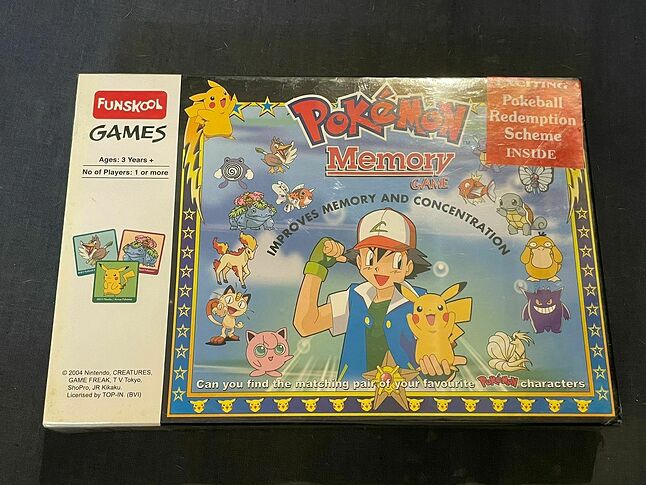 FUNSKOOL
GAMES
Ages: 3 Years +
No of Players: 1 or more
© 2004 Nintendo, CREATURES,
GAME FREAK, T V Tokyo,
ShoPro, JR Kikaku.
Licensed by TOP-IN. (BVI)
POKéMON
Memory
GAME
IMPROVES MEMORY AND CONCENTRATION
EXCITING
Pokeball
Redemption
Scheme
INSIDE
Can you find the matching pair of your favourite POKéMON characters